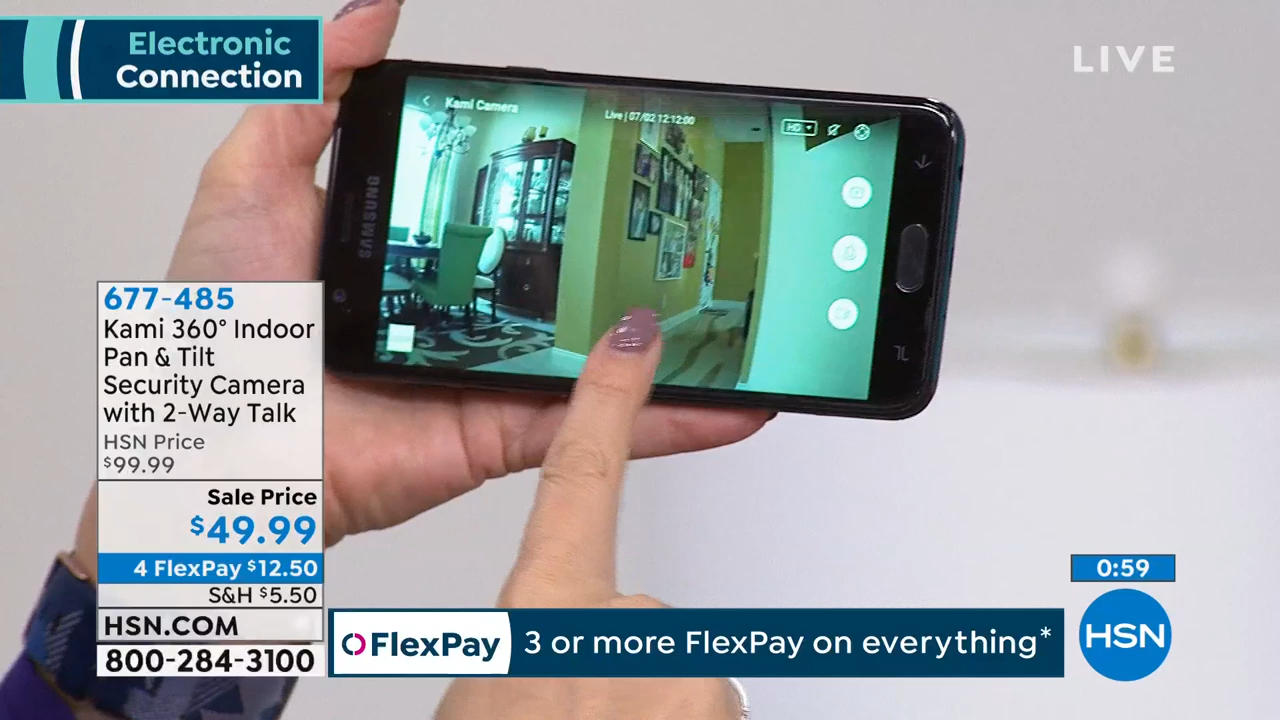 Electronic
Connection
LIVE
Kami Camera
Live | 07/02 12:12:00
HD
SAMSUNG
677-485
Kami 360° Indoor
Pan & Tilt
Security Camera
with 2-Way Talk
HSN Price
$99.99
Sale Price
$49.99
4 FlexPay $12.50
S&H $5.50
HSN.COM
800-284-3100
FlexPay
3 or more FlexPay on everything*
0:59
HSN